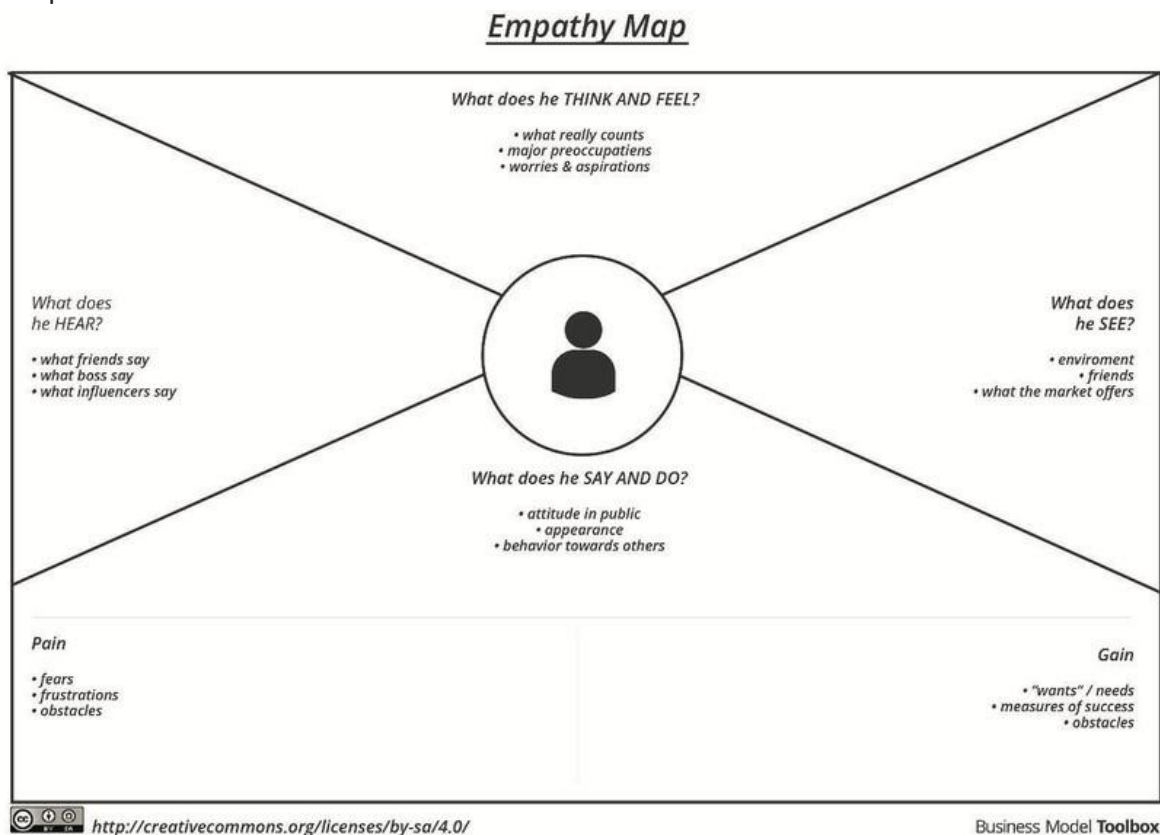 Empathy Map
What does he THINK AND FEEL?
• what really counts
• major preoccupatiens
• worries & aspirations
What does
he HEAR?
• what friends say
• what boss say
• what influencers say
What does
he SEE?
• enviroment
• friends
• what the market offers
What does he SAY AND DO?
• attitude in public
• appearance
• behavior towards others
Pain
• fears
• frustrations
• obstacles
Gain
• "wants" / needs
• measures of success
• obstacles
cc BY SA
http://creativecommons.org/licenses/by-sa/4.0/
Business Model Toolbox